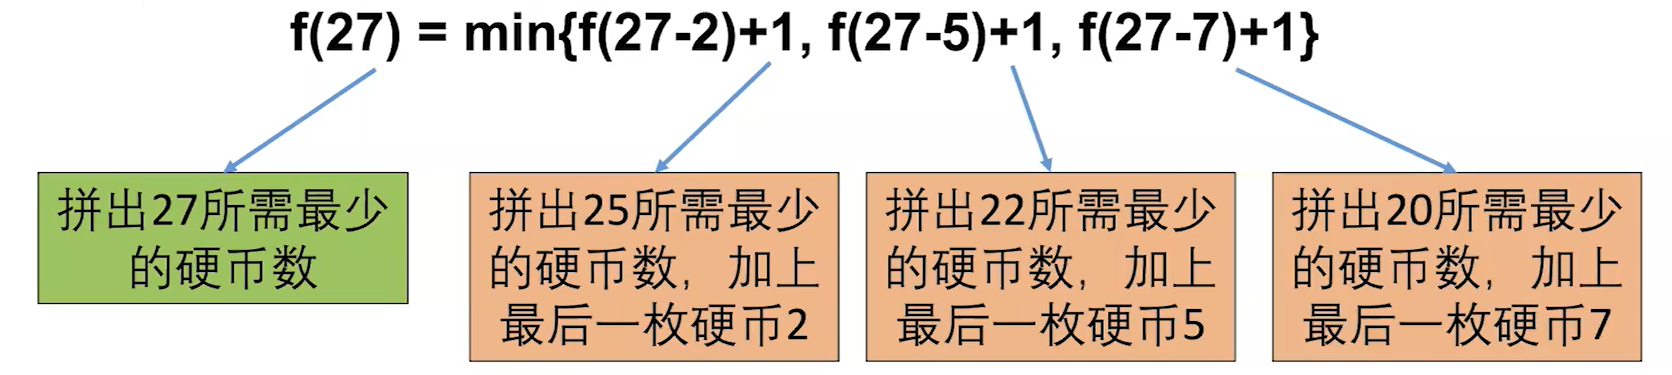 f(27) = min{f(27-2)+1, f(27-5)+1, f(27-7)+1}
拼出27所需最少
的硬币数
拼出25所需最少
的硬币数，加上
最后一枚硬币2
拼出22所需最少
的硬币数，加上
最后一枚硬币5
拼出20所需最少
的硬币数，加上
最后一枚硬币7